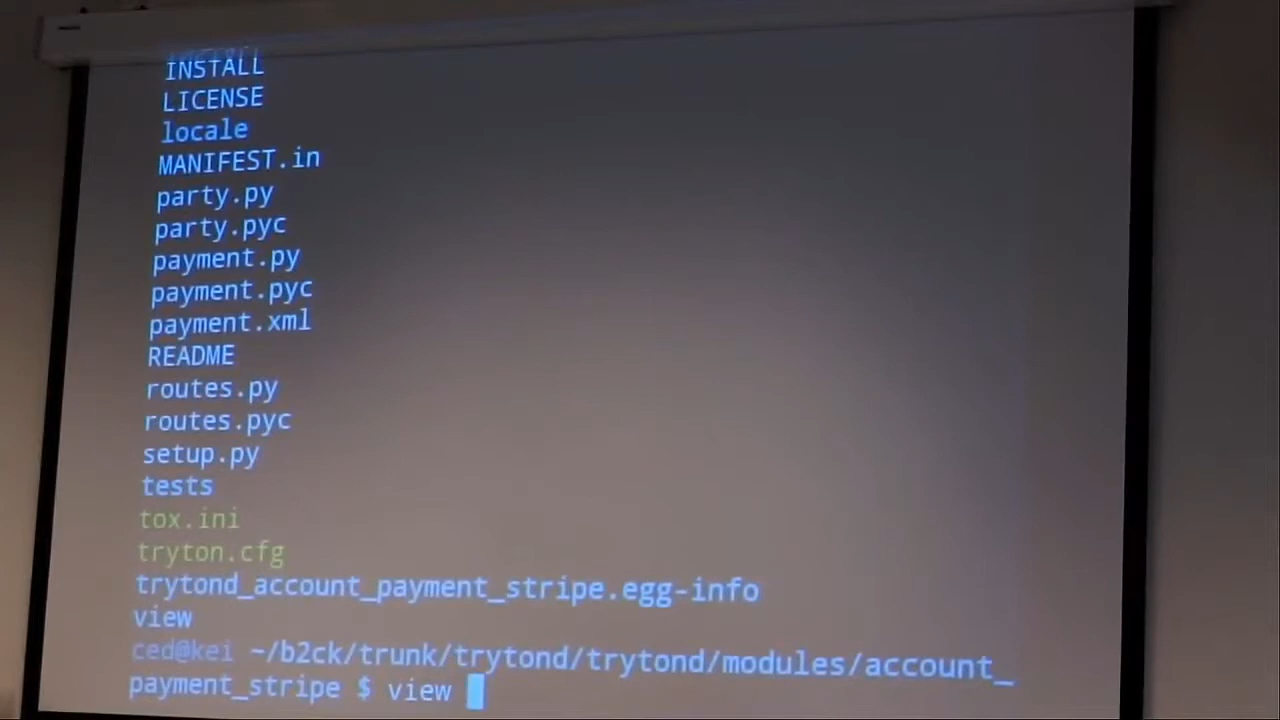 INSTALL
LICENSE
locale
MANIFEST.in
party.py
party.pyc
payment.py
payment.pyc
payment.xml
README
routes.py
routes.pyc
setup.py
tests
tox.ini
tryton.cfg
trytond_account_payment_stripe.egg-info
view
ced@kei ~/b2ck/trunk/trytond/trytond/modules/account_
payment_stripe $ view